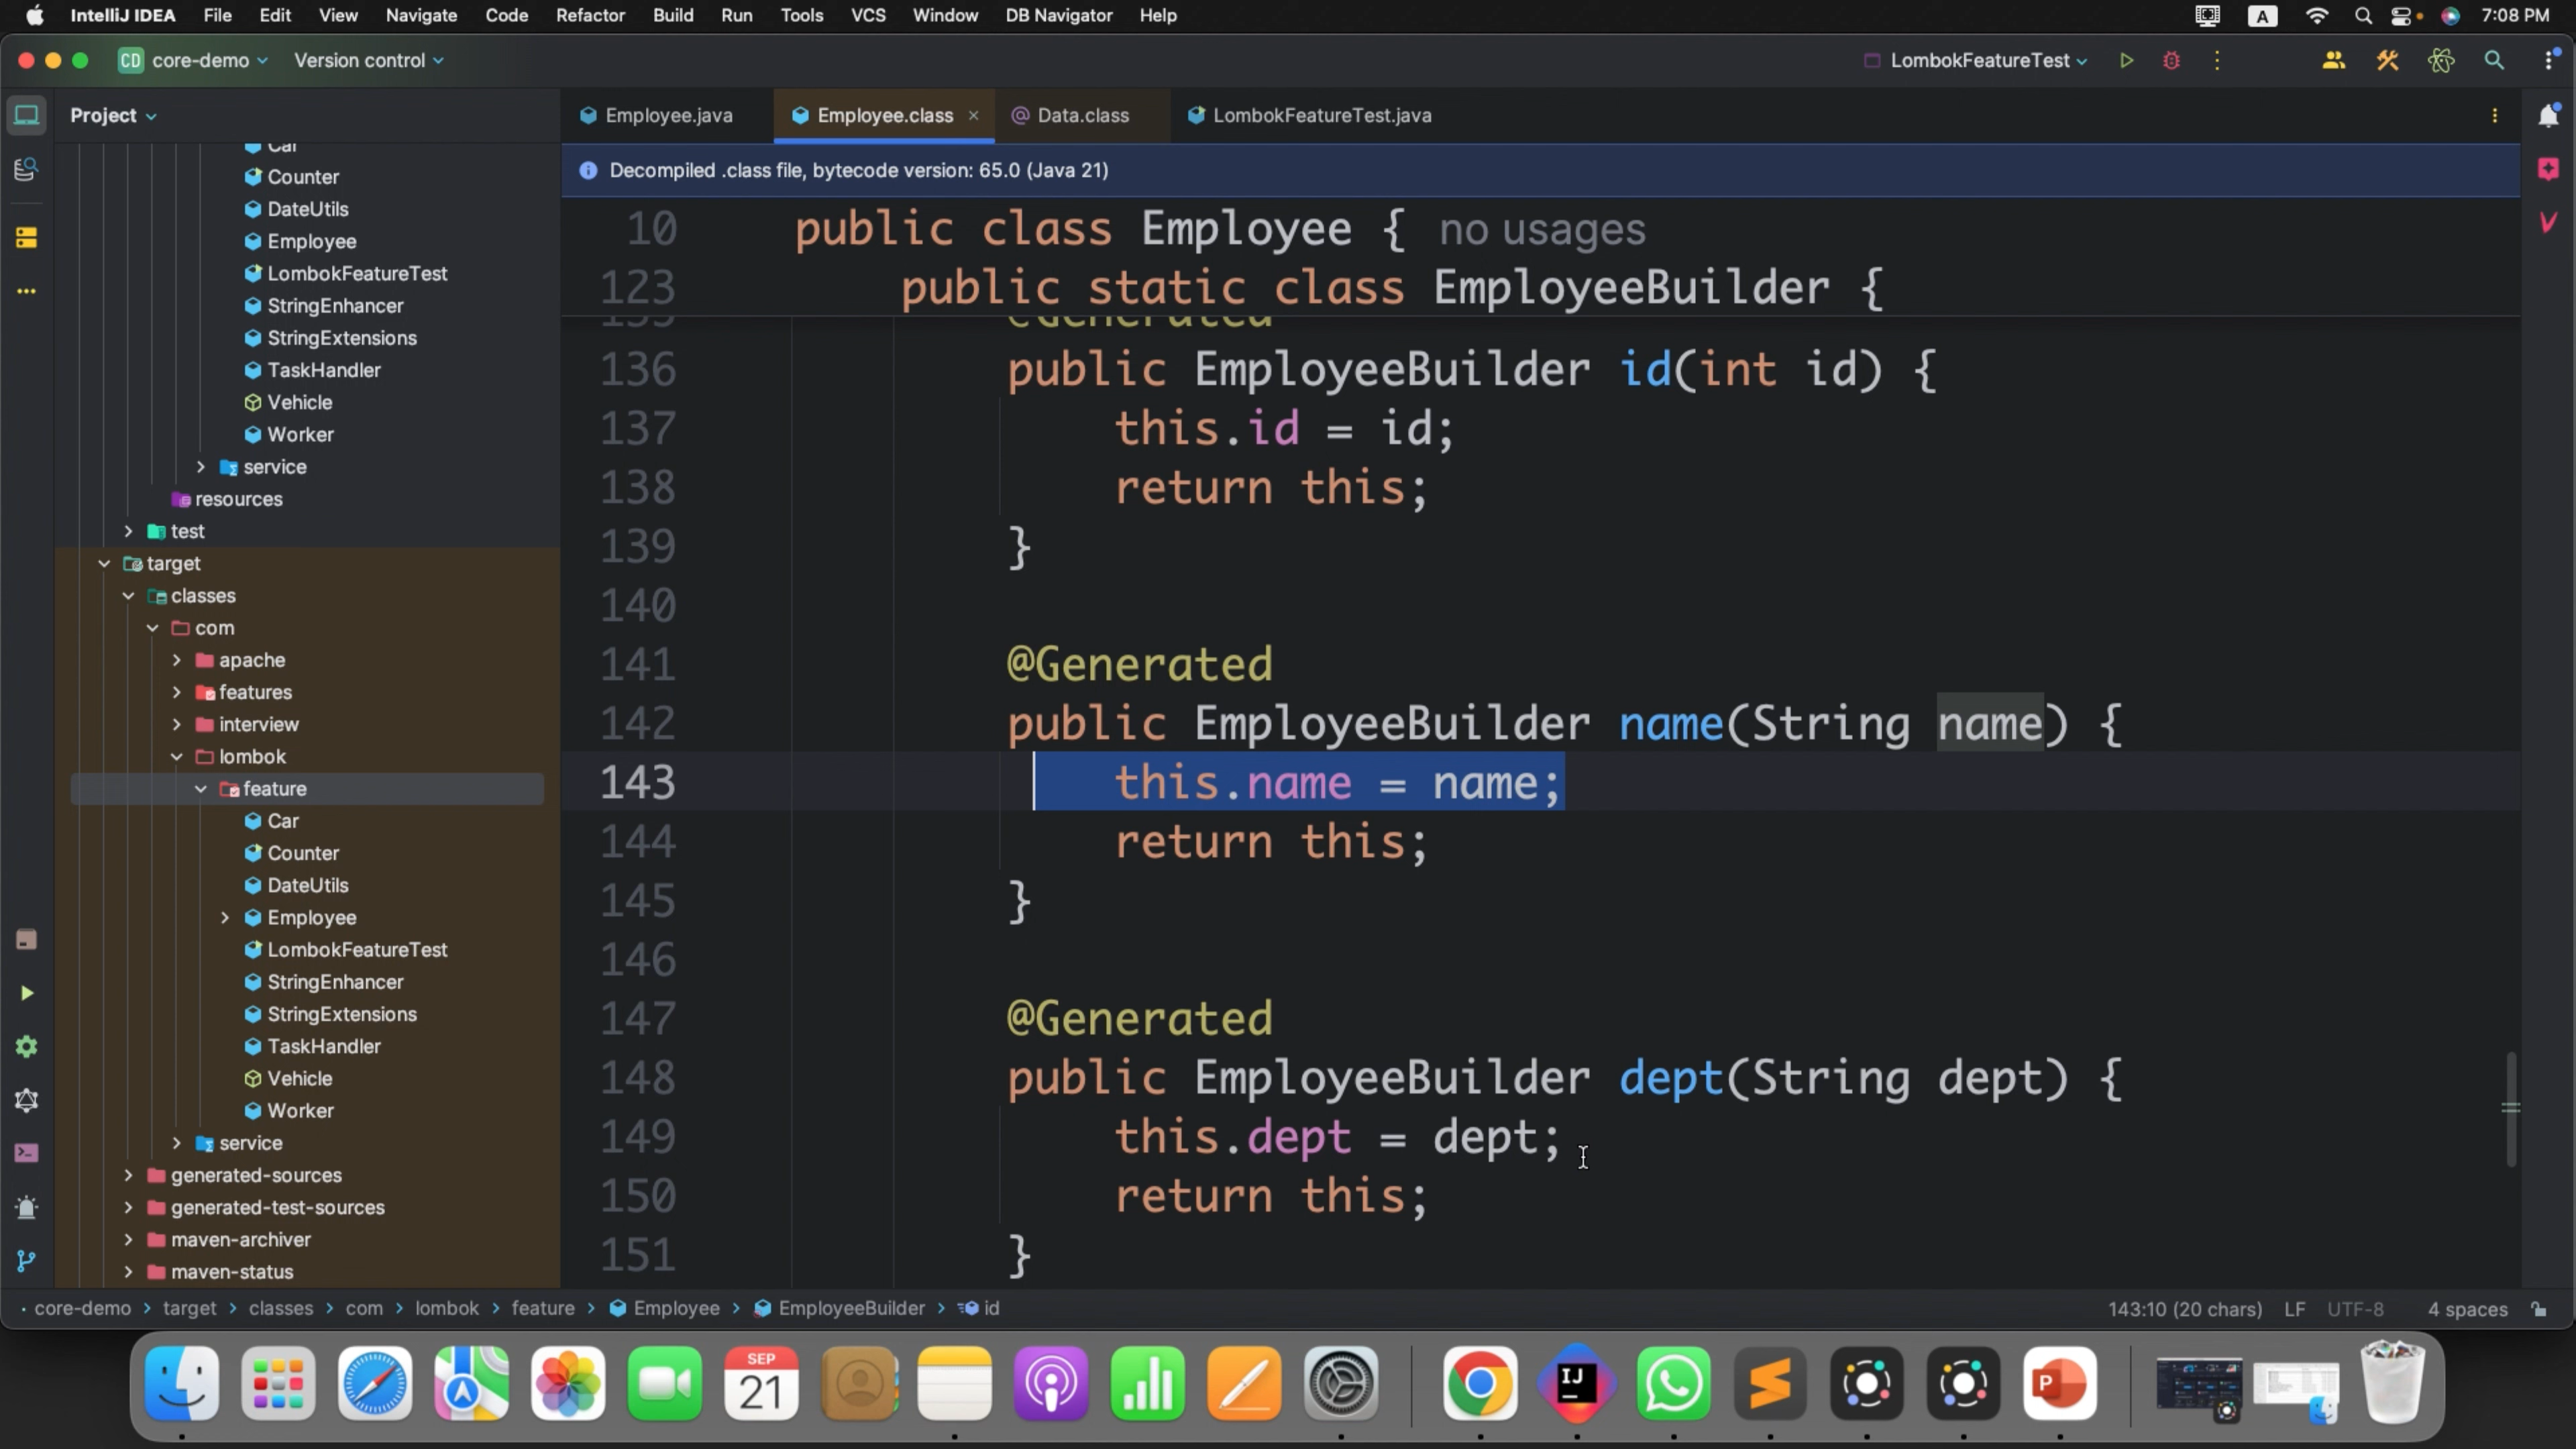 IntelliJ IDEA File Edit View Navigate Code Refactor Build Run Tools VCS Window DB Navigator Help A 7:08 PM
CD core-demo Version control LombokFeatureTest
Project
Employee.java Employee.class Data.class LombokFeatureTest.java
Decompiled .class file, bytecode version: 65.0 (Java 21)
Car
Counter
DateUtils
Employee
LombokFeatureTest
StringEnhancer
StringExtensions
TaskHandler
Vehicle
Worker
service
resources
test
target
classes
com
apache
features
interview
lombok
feature
Car
Counter
DateUtils
Employee
LombokFeatureTest
StringEnhancer
StringExtensions
TaskHandler
Vehicle
Worker
service
generated-sources
generated-test-sources
maven-archiver
maven-status
10 public class Employee { no usages
123 public static class EmployeeBuilder {
135 @Generated
136 public EmployeeBuilder id(int id) {
137 this.id = id;
138 return this;
139 }
140
141 @Generated
142 public EmployeeBuilder name(String name) {
143 this.name = name;
144 return this;
145 }
146
147 @Generated
148 public EmployeeBuilder dept(String dept) {
149 this.dept = dept;
150 return this;
151 }
core-demo > target > classes > com > lombok > feature > Employee > EmployeeBuilder > id 143:10 (20 chars) LF UTF-8 4 spaces
SEP
21
IJ
P